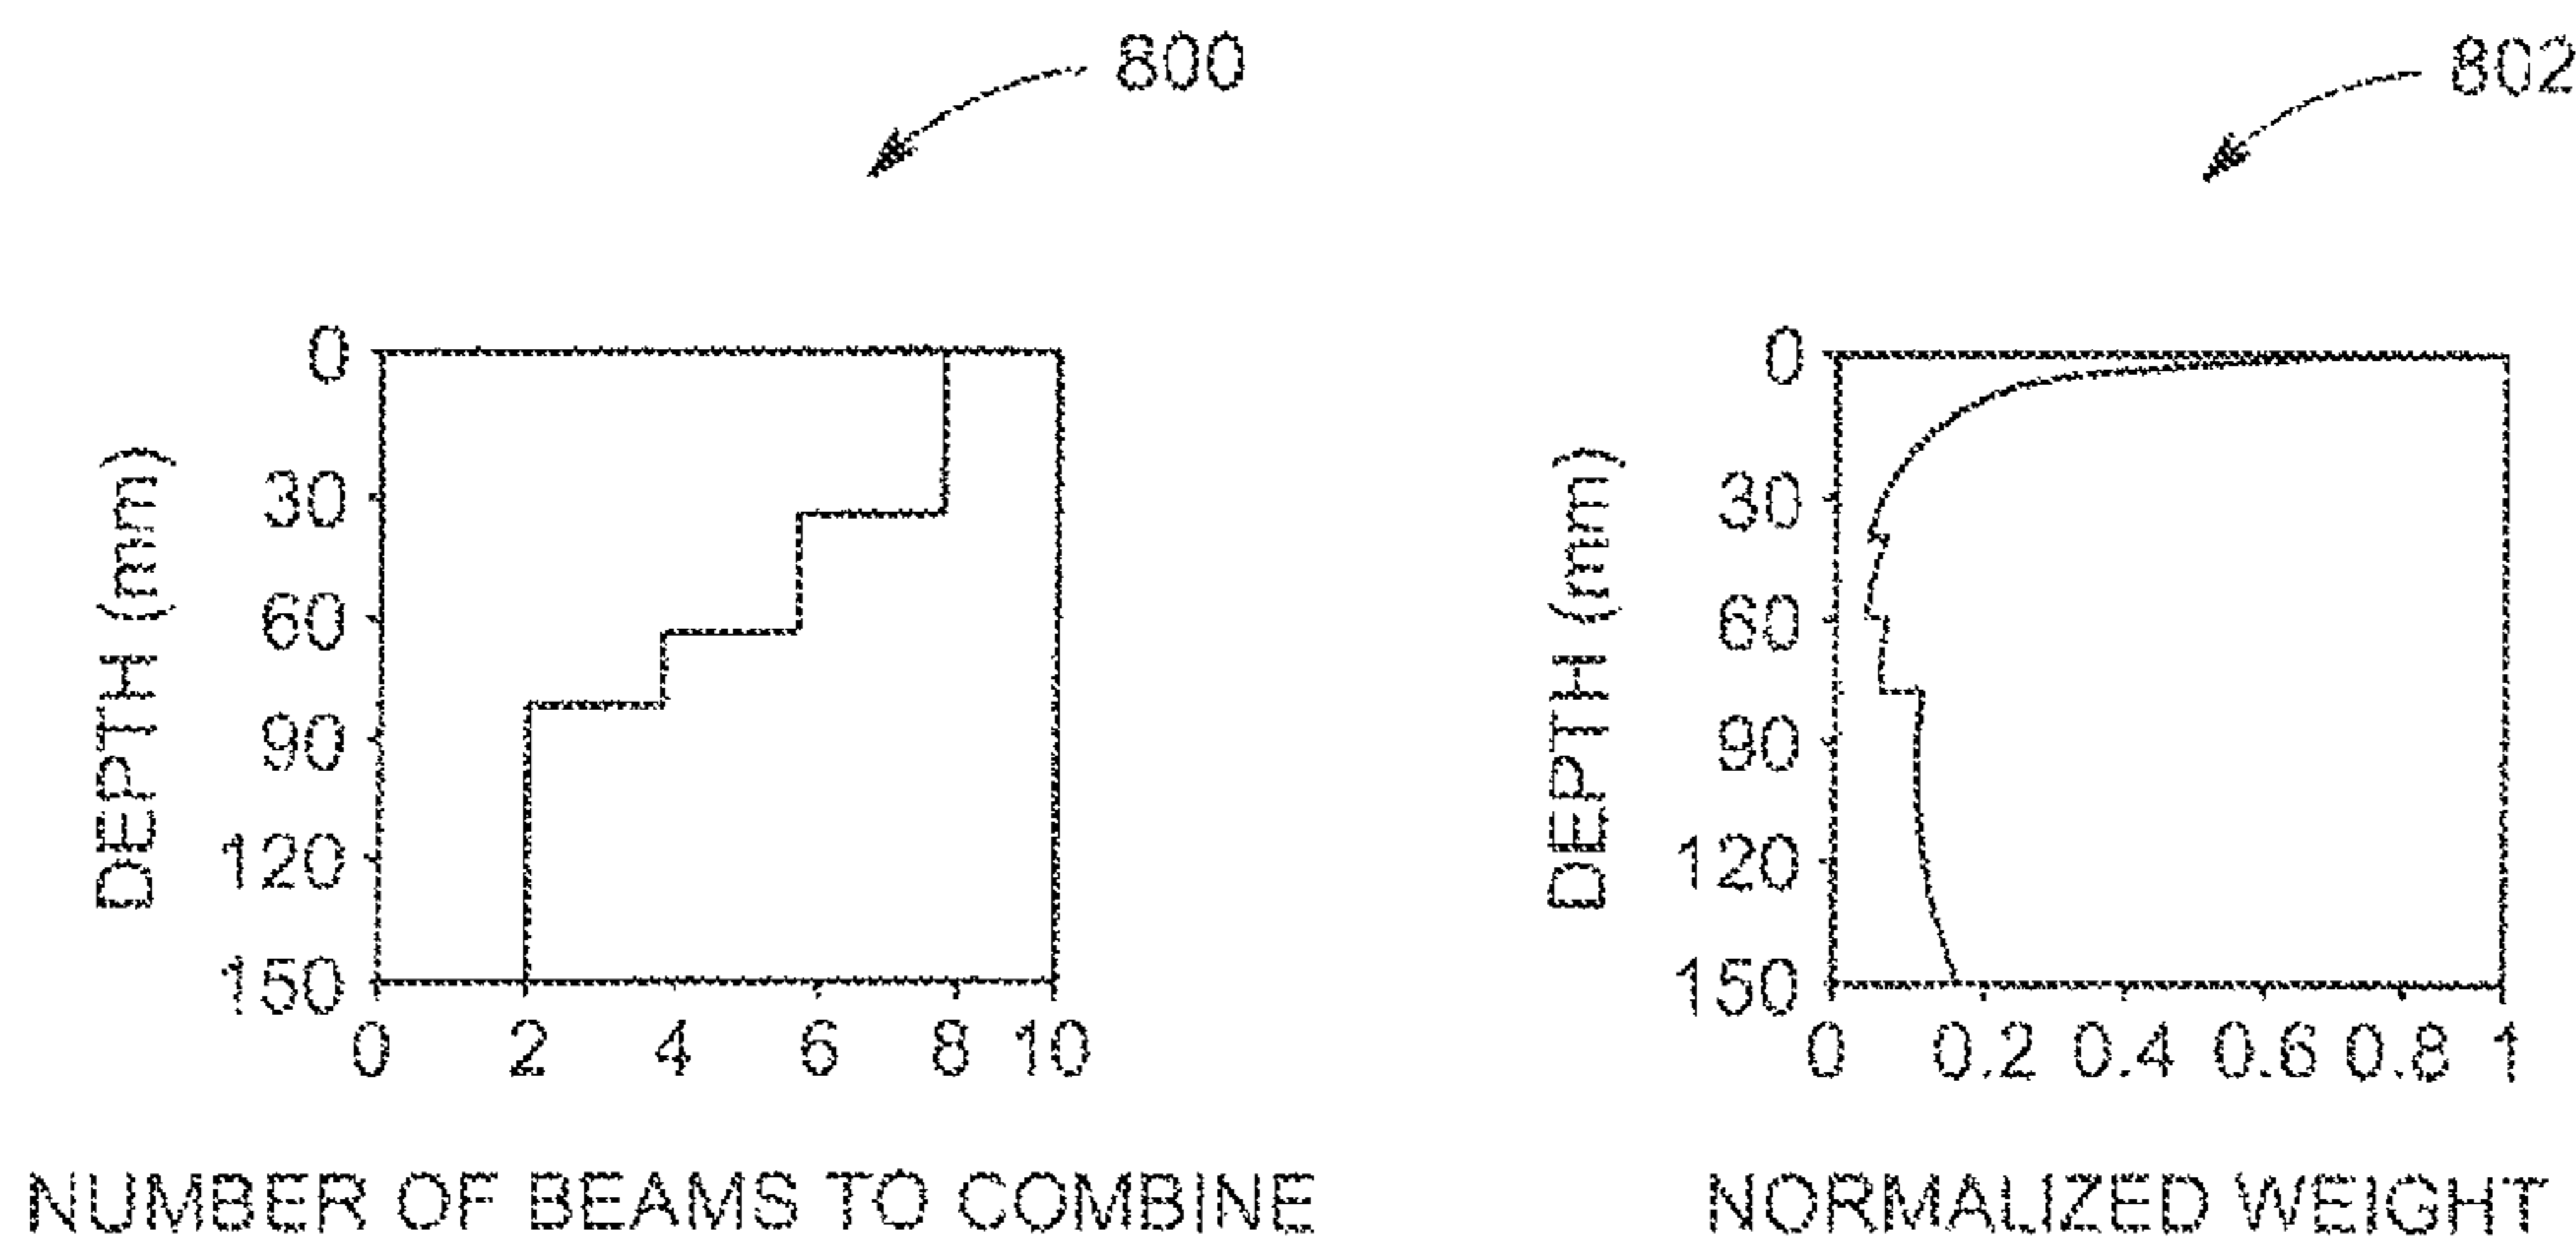 800
802
0
30
60
90
120
150
DEPTH (mm)
0 2 4 6 8 10
NUMBER OF BEAMS TO COMBINE
0
30
60
90
120
150
DEPTH (mm)
0 0.2 0.4 0.6 0.8 1
NORMALIZED WEIGHT